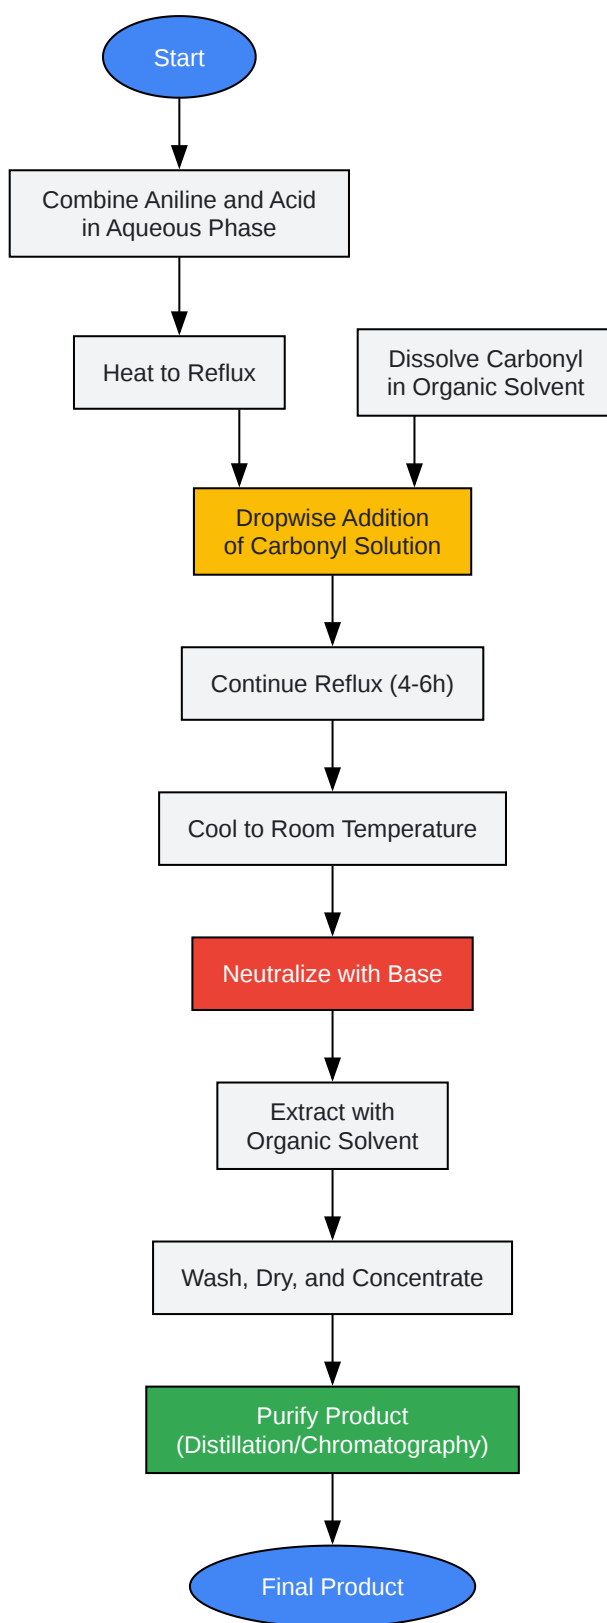 Start
Combine Aniline and Acid
in Aqueous Phase
Heat to Reflux
Dissolve Carbonyl
in Organic Solvent
Dropwise Addition
of Carbonyl Solution
Continue Reflux (4-6h)
Cool to Room Temperature
Neutralize with Base
Extract with
Organic Solvent
Wash, Dry, and Concentrate
Purify Product
(Distillation/Chromatography)
Final Product